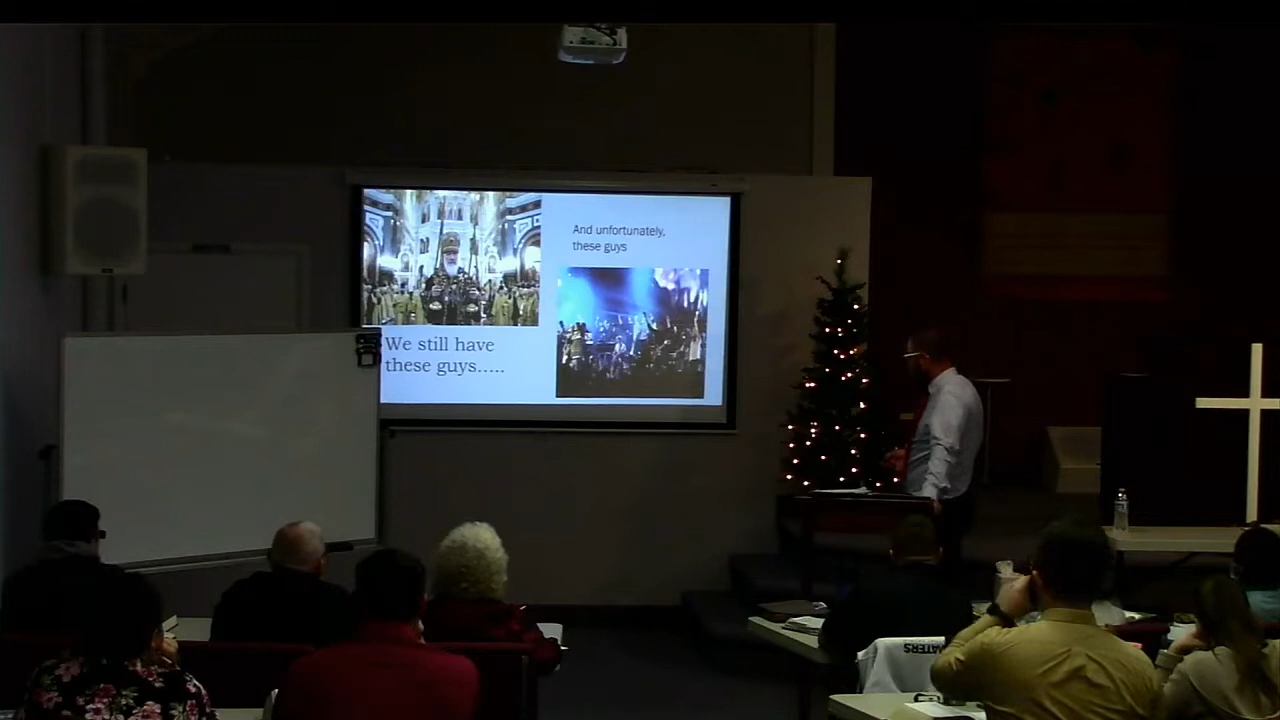 And unfortunately,
these guys
We still have
these guys.....